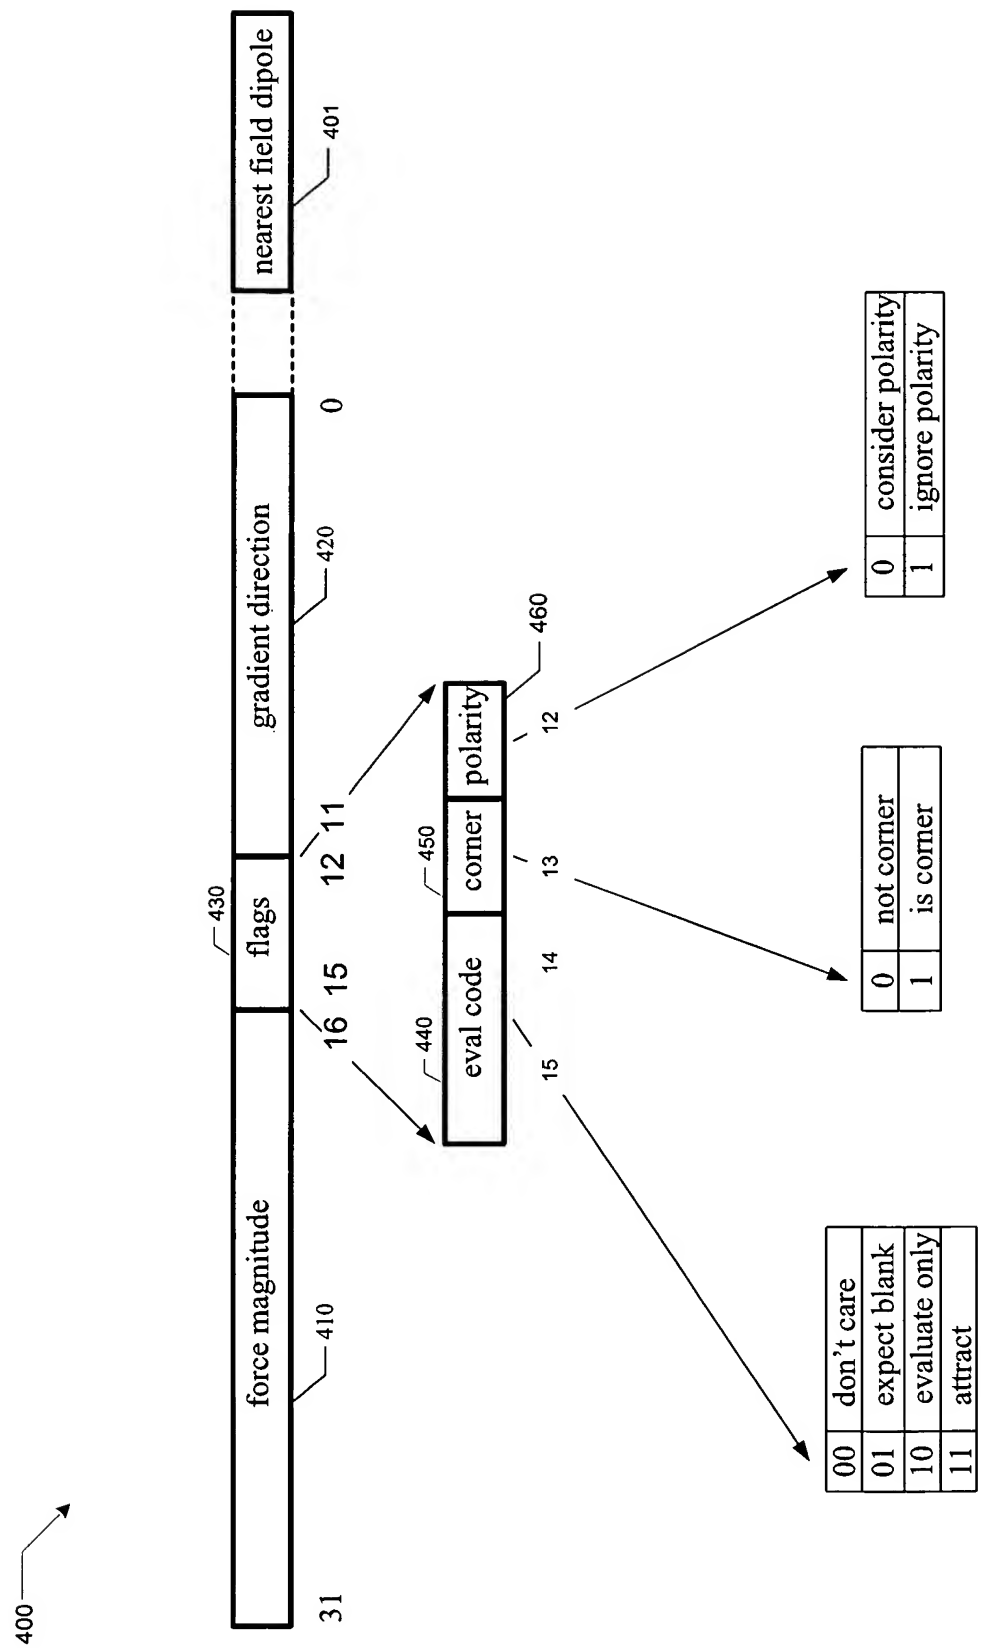 400
force magnitude
flags
gradient direction
nearest field dipole
430
410
420
401
31
16 15
12 11
0
440
450
eval code
corner
polarity
460
15
14
13
12
00 don't care
01 expect blank
10 evaluate only
11 attract
0 not corner
1 is corner
0 consider polarity
1 ignore polarity